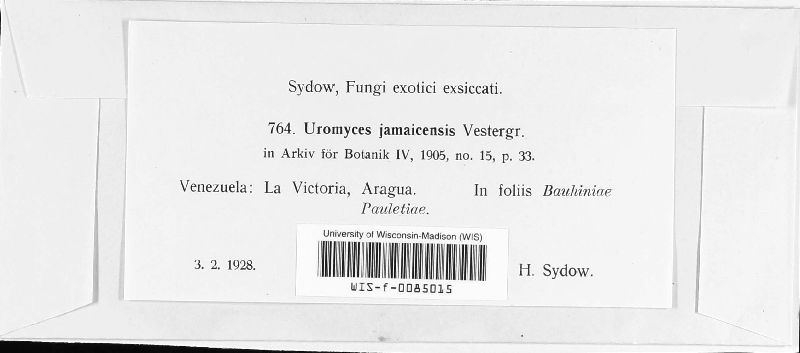 Sydow, Fungi exotici exsiccati.
764. Uromyces jamaicensis Vestergr.
in Arkiv för Botanik IV, 1905, no. 15, p. 33.
Venezuela: La Victoria, Aragua. In foliis Bauhiniae
Pauletiae.
University of Wisconsin-Madison (WIS)
3. 2. 1928. H. Sydow.
WIS-f-0085015